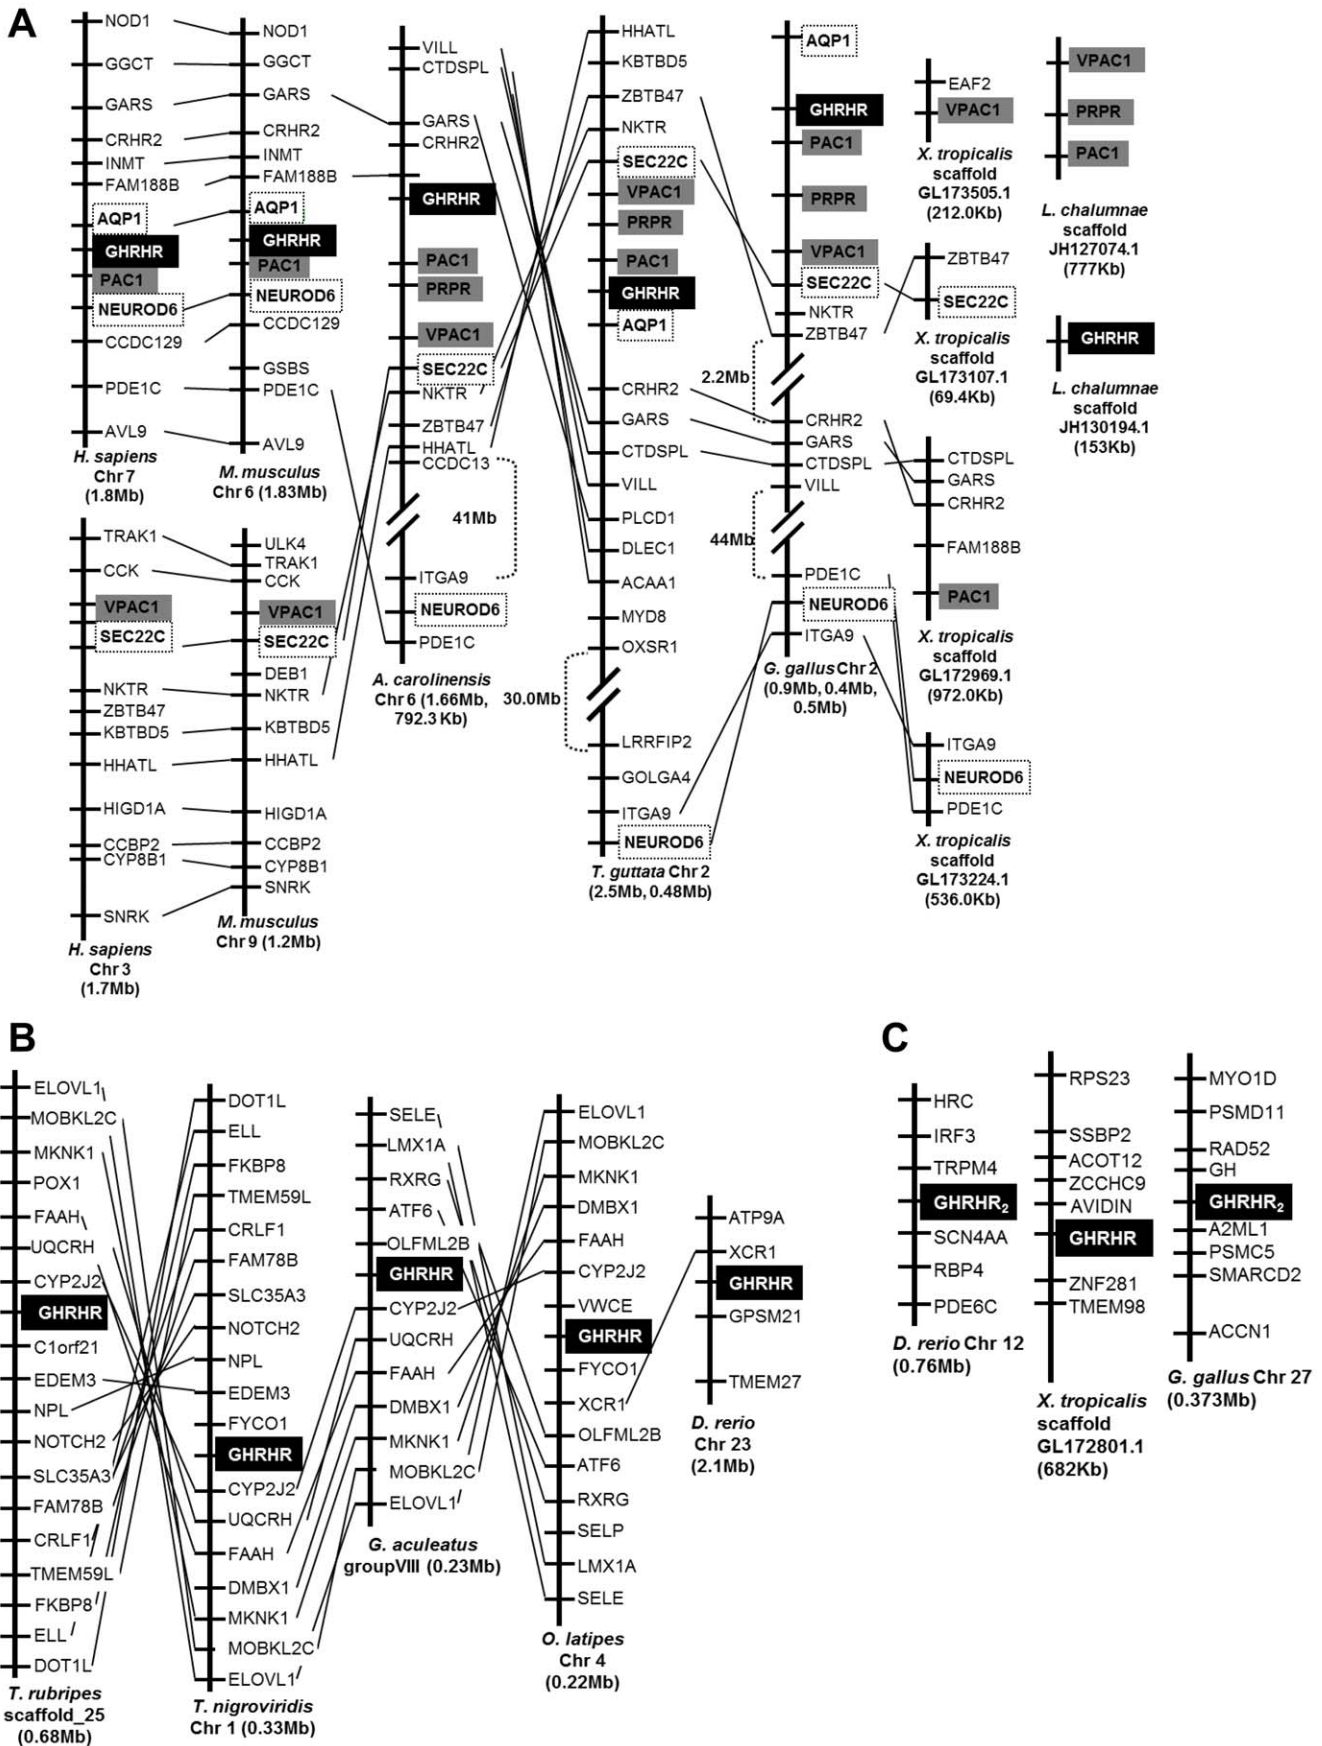 A
NOD1
GGCT
GARS
CRHR2
INMT
FAM188B
AQP1
GHRHR
PAC1
NEUROD6
CCDC129
PDE1C
AVL9
H. sapiens
Chr 7
(1.8Mb)
NOD1
GGCT
GARS
CRHR2
INMT
FAM188B
AQP1
GHRHR
PAC1
NEUROD6
CCDC129
GSBS
PDE1C
AVL9
M. musculus
Chr 6 (1.83Mb)
TRAK1
CCK
VPAC1
SEC22C
NKTR
ZBTB47
KBTBD5
HHATL
HIGD1A
CCBP2
CYP8B1
SNRK
H. sapiens
Chr 3
(1.7Mb)
ULK4
TRAK1
CCK
VPAC1
SEC22C
DEB1
NKTR
KBTBD5
HHATL
HIGD1A
CCBP2
CYP8B1
SNRK
M. musculus
Chr 9 (1.2Mb)
VILL
CTDSPL
GARS
CRHR2
GHRHR
PAC1
PRPR
VPAC1
SEC22C
NKTR
ZBTB47
HHATL
CCDC13
41Mb
ITGA9
NEUROD6
PDE1C
A. carolinensis
Chr 6 (1.66Mb,
792.3 Kb)
HHATL
KBTBD5
ZBTB47
NKTR
SEC22C
VPAC1
PRPR
PAC1
GHRHR
AQP1
CRHR2
GARS
CTDSPL
VILL
PLCD1
DLEC1
ACAA1
MYD8
OXSR1
30.0Mb
LRRFIP2
GOLGA4
ITGA9
NEUROD6
T. guttata Chr 2
(2.5Mb, 0.48Mb)
AQP1
GHRHR
PAC1
PRPR
VPAC1
SEC22C
NKTR
ZBTB47
2.2Mb
CRHR2
GARS
CTDSPL
VILL
44Mb
PDE1C
NEUROD6
ITGA9
G. gallus Chr 2
(0.9Mb, 0.4Mb,
0.5Mb)
EAF2
VPAC1
X. tropicalis
scaffold
GL173505.1
(212.0Kb)
ZBTB47
SEC22C
X. tropicalis
scaffold
GL173107.1
(69.4Kb)
CTDSPL
GARS
CRHR2
FAM188B
PAC1
X. tropicalis
scaffold
GL172969.1
(972.0Kb)
ITGA9
NEUROD6
PDE1C
X. tropicalis
scaffold
GL173224.1
(536.0Kb)
VPAC1
PRPR
PAC1
L. chalumnae
scaffold
JH127074.1
(777Kb)
GHRHR
L. chalumnae
scaffold
JH130194.1
(153Kb)
B
ELOVL1
MOBKL2C
MKNK1
POX1
FAAH
UQCRH
CYP2J2
GHRHR
C1orf21
EDEM3
NPL
NOTCH2
SLC35A3
FAM78B
CRLF1
TMEM59L
FKBP8
ELL
DOT1L
T. rubripes
scaffold_25
(0.68Mb)
DOT1L
ELL
FKBP8
TMEM59L
CRLF1
FAM78B
SLC35A3
NOTCH2
NPL
EDEM3
FYCO1
GHRHR
CYP2J2
UQCRH
FAAH
DMBX1
MKNK1
MOBKL2C
ELOVL1
T. nigroviridis
Chr 1 (0.33Mb)
SELE
LMX1A
RXRG
ATF6
OLFML2B
GHRHR
CYP2J2
UQCRH
FAAH
DMBX1
MKNK1
MOBKL2C
ELOVL1
G. aculeatus
groupVIII (0.23Mb)
ELOVL1
MOBKL2C
MKNK1
DMBX1
FAAH
CYP2J2
VWCE
GHRHR
FYCO1
XCR1
OLFML2B
ATF6
RXRG
SELP
LMX1A
SELE
O. latipes
Chr 4
(0.22Mb)
ATP9A
XCR1
GHRHR
GPSM21
TMEM27
D. rerio
Chr 23
(2.1Mb)
C
HRC
IRF3
TRPM4
GHRHR₂
SCN4AA
RBP4
PDE6C
D. rerio Chr 12
(0.76Mb)
RPS23
SSBP2
ACOT12
ZCCHC9
AVIDIN
GHRHR
ZNF281
TMEM98
X. tropicalis
scaffold
GL172801.1
(682Kb)
MYO1D
PSMD11
RAD52
GH
GHRHR₂
A2ML1
PSMC5
SMARCD2
ACCN1
G. gallus Chr 27
(0.373Mb)